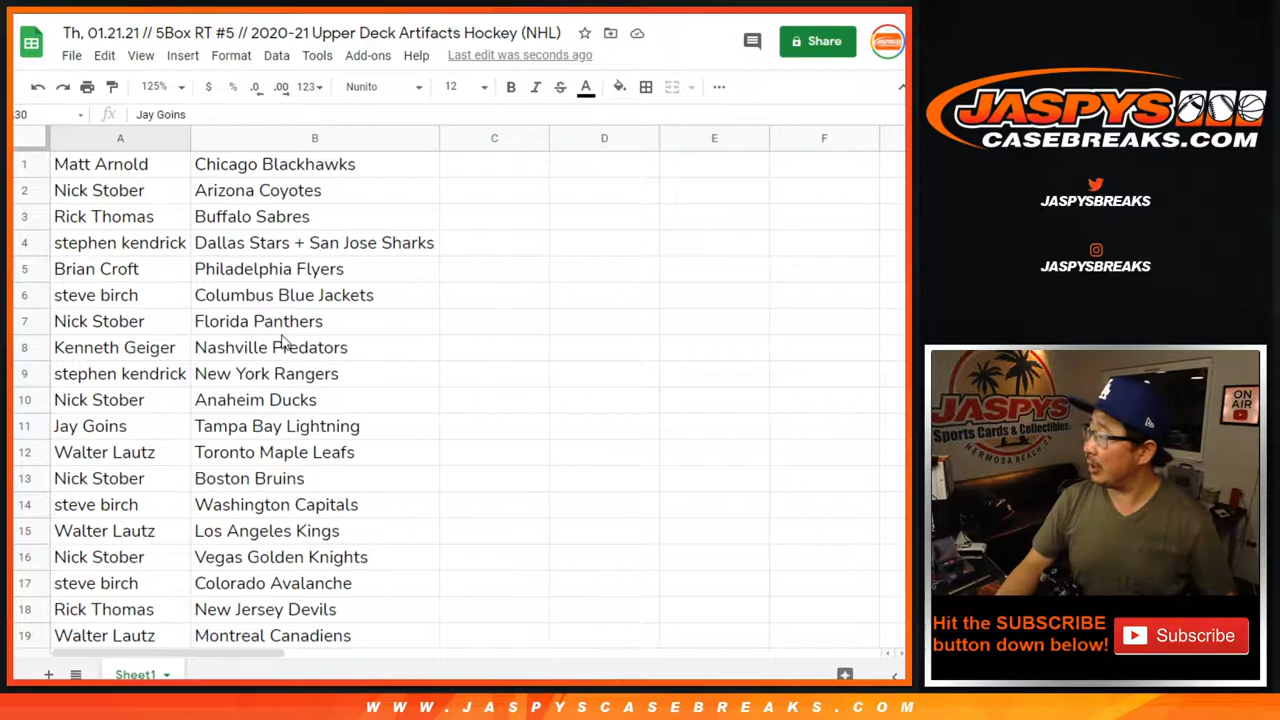 Th, 01.21.21 // 5Box RT #5 // 2020-21 Upper Deck Artifacts Hockey (NHL)
File Edit View Insert Format Data Tools Add-ons Help Last edit was seconds ago
Share
125% $ % .0 .00 123 Nunito 12 B I S A
30 fx Jay Goins
A B C D E F
1 Matt Arnold Chicago Blackhawks
2 Nick Stober Arizona Coyotes
3 Rick Thomas Buffalo Sabres
4 stephen kendrick Dallas Stars + San Jose Sharks
5 Brian Croft Philadelphia Flyers
6 steve birch Columbus Blue Jackets
7 Nick Stober Florida Panthers
8 Kenneth Geiger Nashville Predators
9 stephen kendrick New York Rangers
10 Nick Stober Anaheim Ducks
11 Jay Goins Tampa Bay Lightning
12 Walter Lautz Toronto Maple Leafs
13 Nick Stober Boston Bruins
14 steve birch Washington Capitals
15 Walter Lautz Los Angeles Kings
16 Nick Stober Vegas Golden Knights
17 steve birch Colorado Avalanche
18 Rick Thomas New Jersey Devils
19 Walter Lautz Montreal Canadiens
Sheet1
JASPYS
CASEBREAKS.COM
JASPYSBREAKS
JASPYSBREAKS
JASPYS
Sports Cards & Collectibles
HERMOSA BEACH, CA
ON AIR
LA
Hit the SUBSCRIBE
button down below!
Subscribe
WWW.JASPYSCASEBREAKS.COM